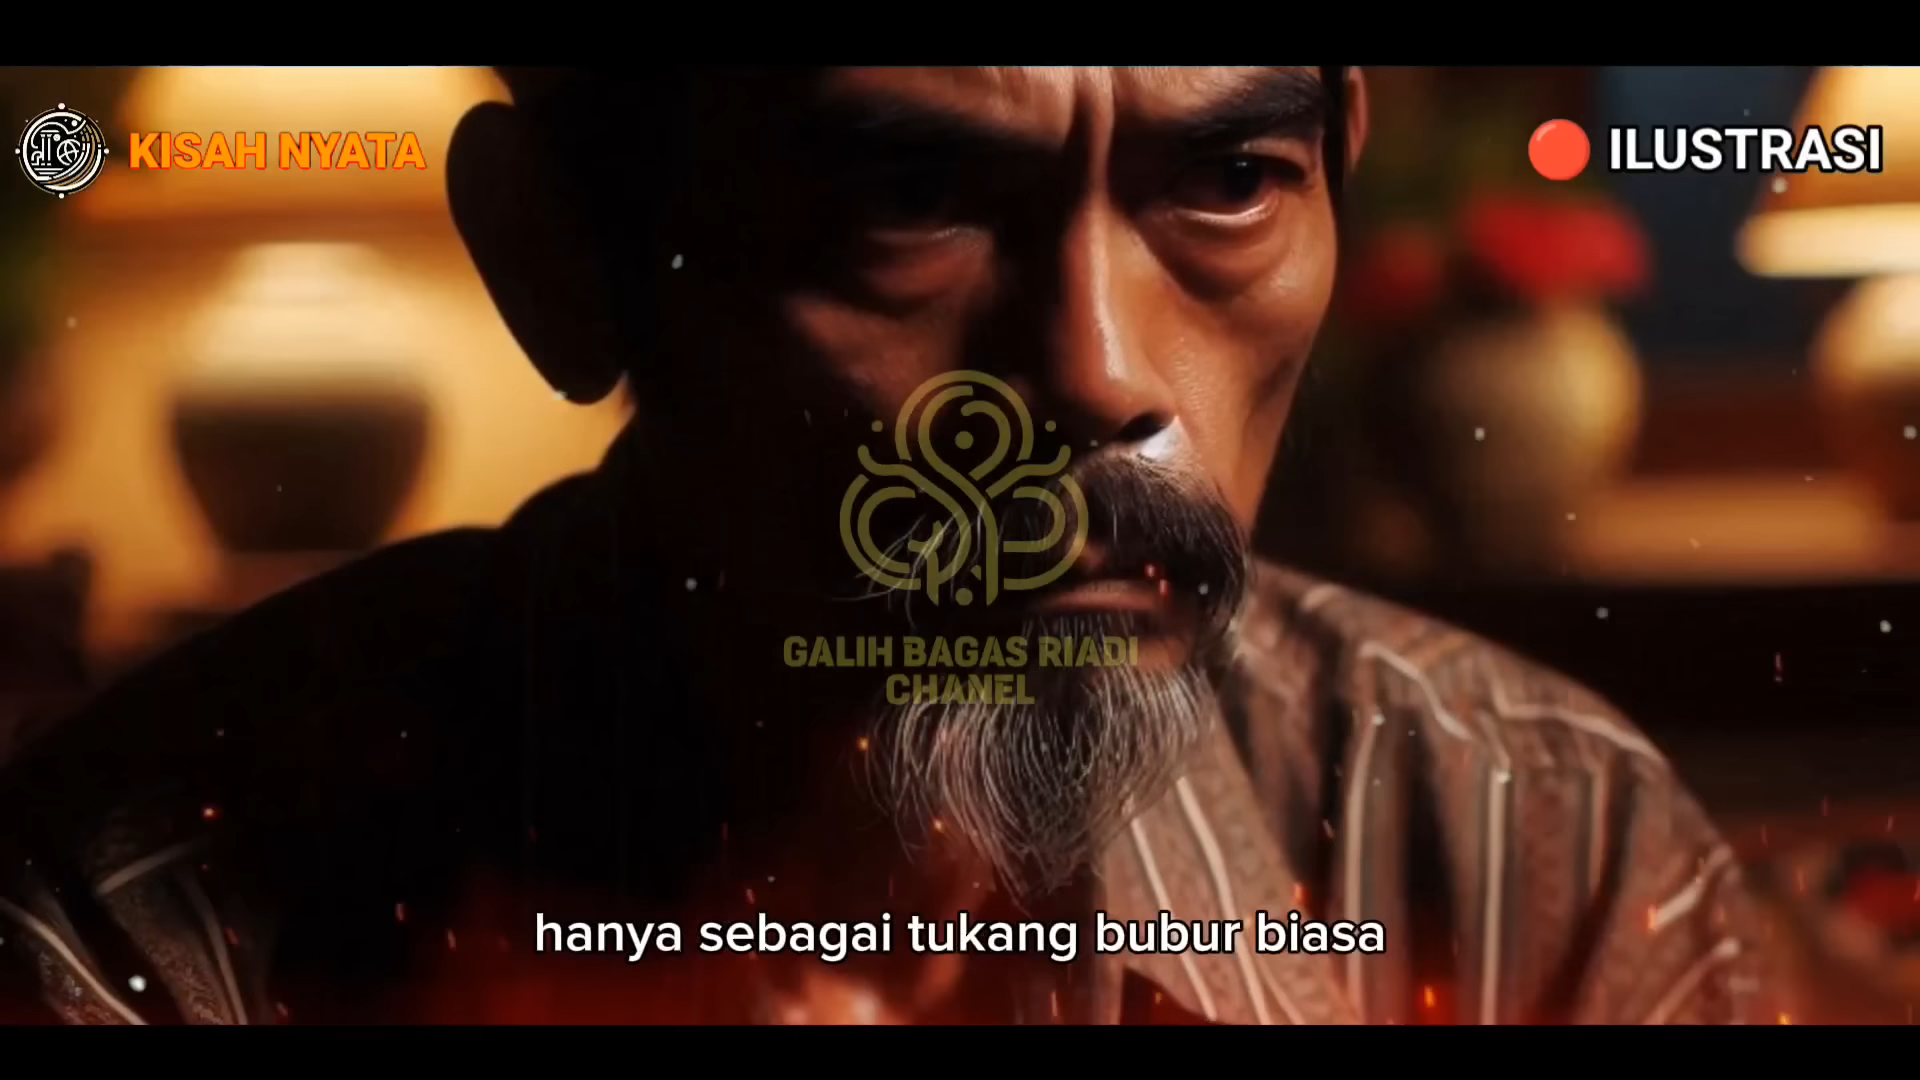 KISAH NYATA
ILUSTRASI
GALIH BAGAS RIADI
CHANEL
hanya sebagai tukang bubur biasa